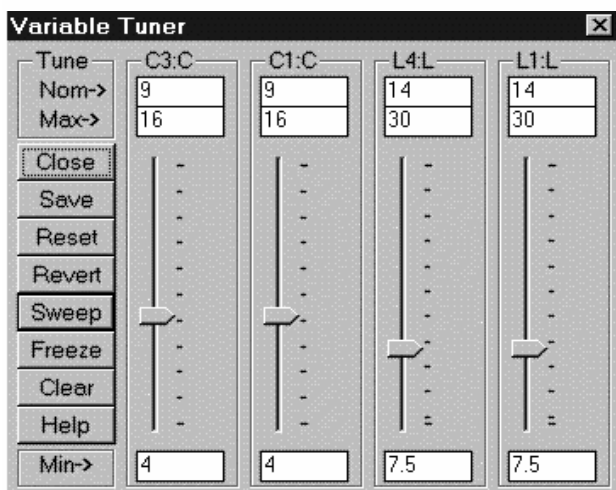 Variable Tuner
Tune C3:C C1:C L4:L L1:L
Nom-> 9 9 14 14
Max-> 16 16 30 30
Close
Save
Reset
Revert
Sweep
Freeze
Clear
Help
Min-> 4 4 7.5 7.5